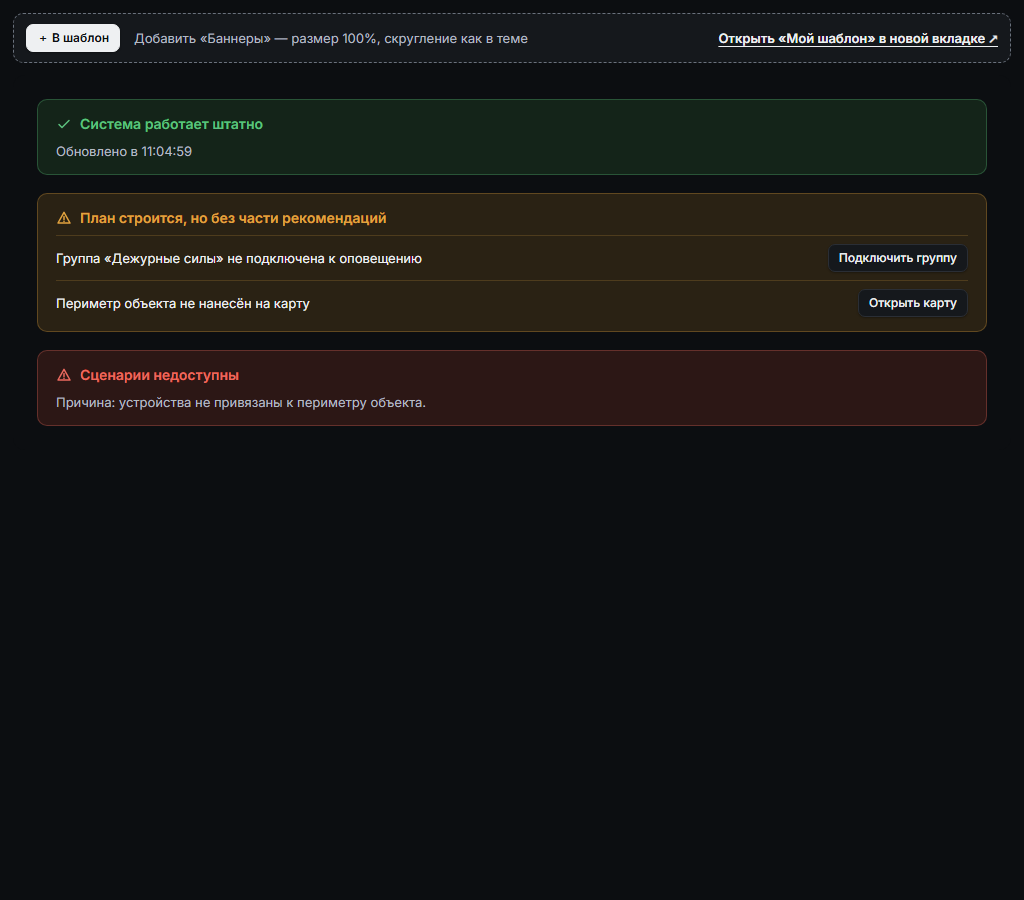 + В шаблон
Добавить «Баннеры» — размер 100%, скругление как в теме
Открыть «Мой шаблон» в новой вкладке ↗
Система работает штатно
Обновлено в 11:04:59
План строится, но без части рекомендаций
Группа «Дежурные силы» не подключена к оповещению
Подключить группу
Периметр объекта не нанесён на карту
Открыть карту
Сценарии недоступны
Причина: устройства не привязаны к периметру объекта.